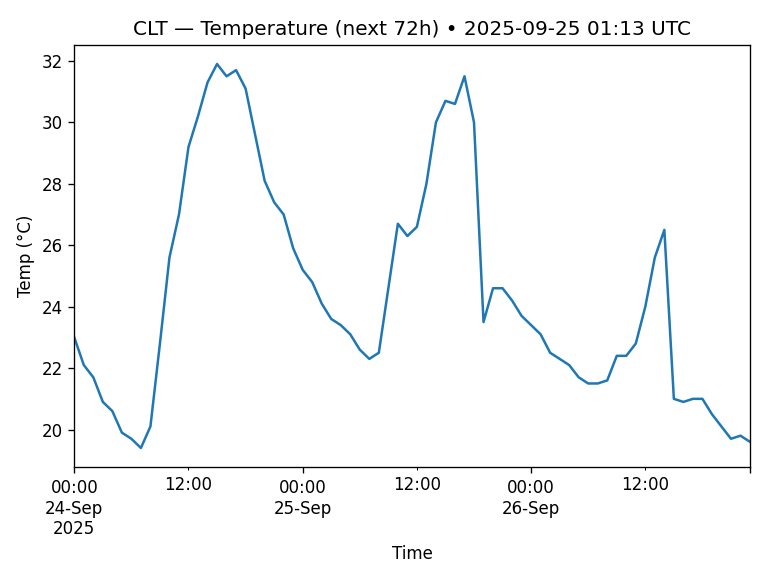 CLT — Temperature (next 72h) • 2025-09-25 01:13 UTC
Temp (°C)
32
30
28
26
24
22
20
00:00 12:00 00:00 12:00 00:00 12:00
24-Sep 25-Sep 26-Sep
2025
Time